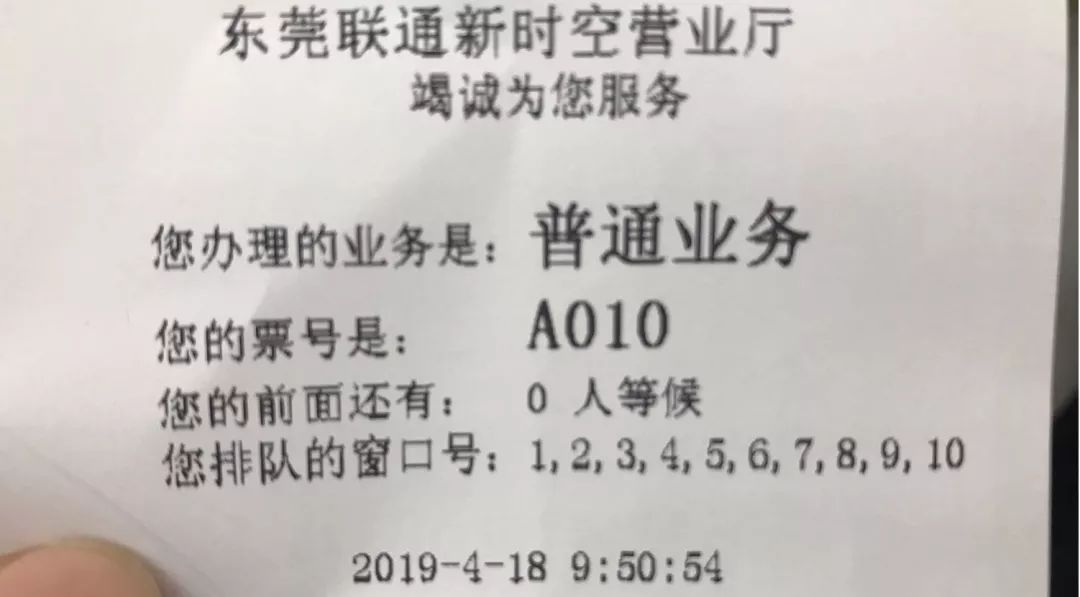 东莞联通新时空营业厅
竭诚为您服务
您办理的业务是：普通业务
您的票号是：A010
您的前面还有：0 人等候
您排队的窗口号：1,2,3,4,5,6,7,8,9,10
2019-4-18 9:50:54